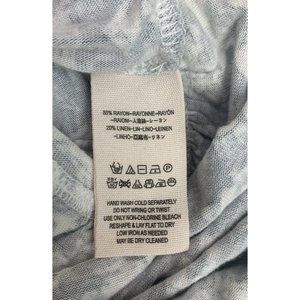 80% RAYON-RAYONNE-RAYÓN
20% LINEN-LIN-LINO-LEINEN
HAND WASH COLD SEPARATELY
DO NOT WRING OR TWIST
USE ONLY NON-CHLORINE BLEACH
RESHAPE & LAY FLAT TO DRY
LOW IRON AS NEEDED
MAY BE DRY CLEANED